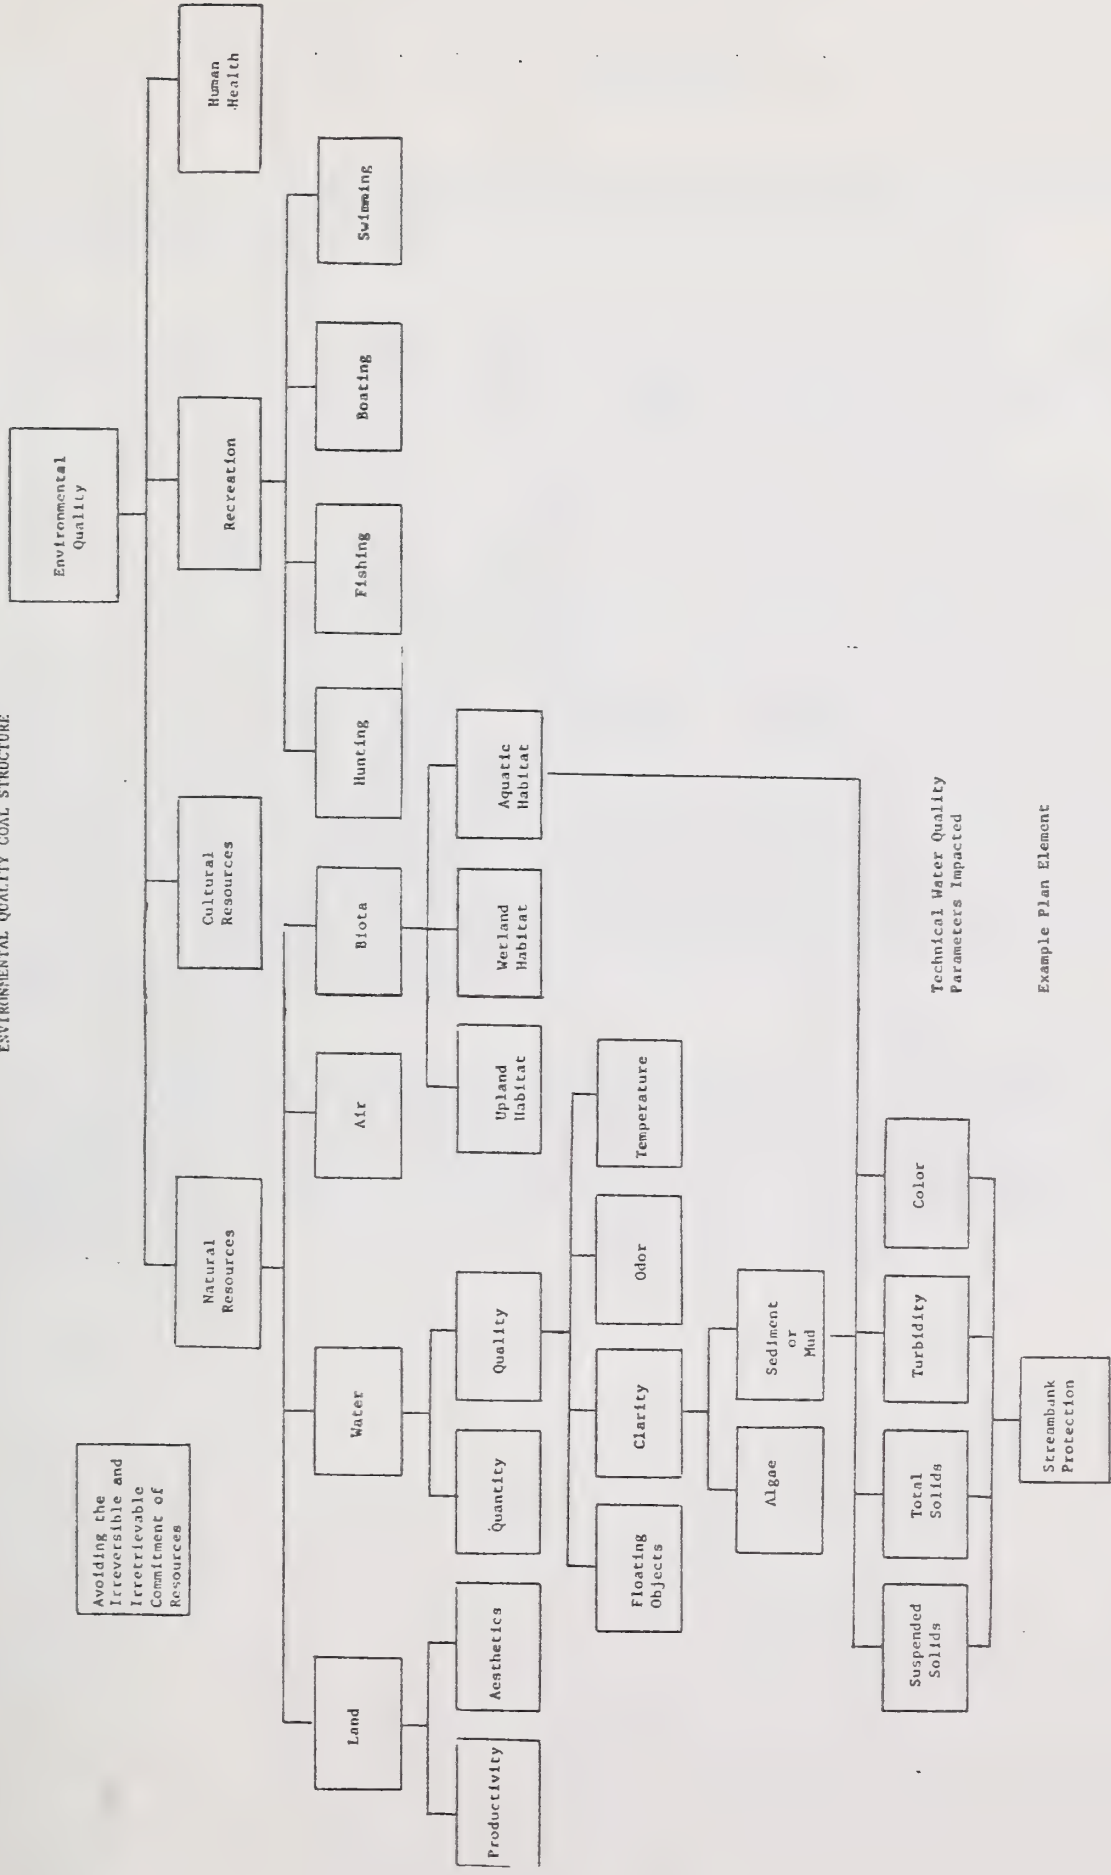 ENVIRONMENTAL QUALITY GOAL STRUCTURE
Avoiding the
Irreversible and
Irretrievable
Commitment of
Resources
Environmental
Quality
Natural
Resources
Cultural
Resources
Recreation
Human
Health
Land
Water
Air
Biota
Hunting
Fishing
Boating
Swimming
Productivity
Aesthetics
Quantity
Quality
Upland
Habitat
Wetland
Habitat
Aquatic
Habitat
Floating
Objects
Clarity
Odor
Temperature
Algae
Sediment
or
Mud
Suspended
Solids
Total
Solids
Turbidity
Color
Technical Water Quality
Parameters Impacted
Streambank
Protection
Example Plan Element